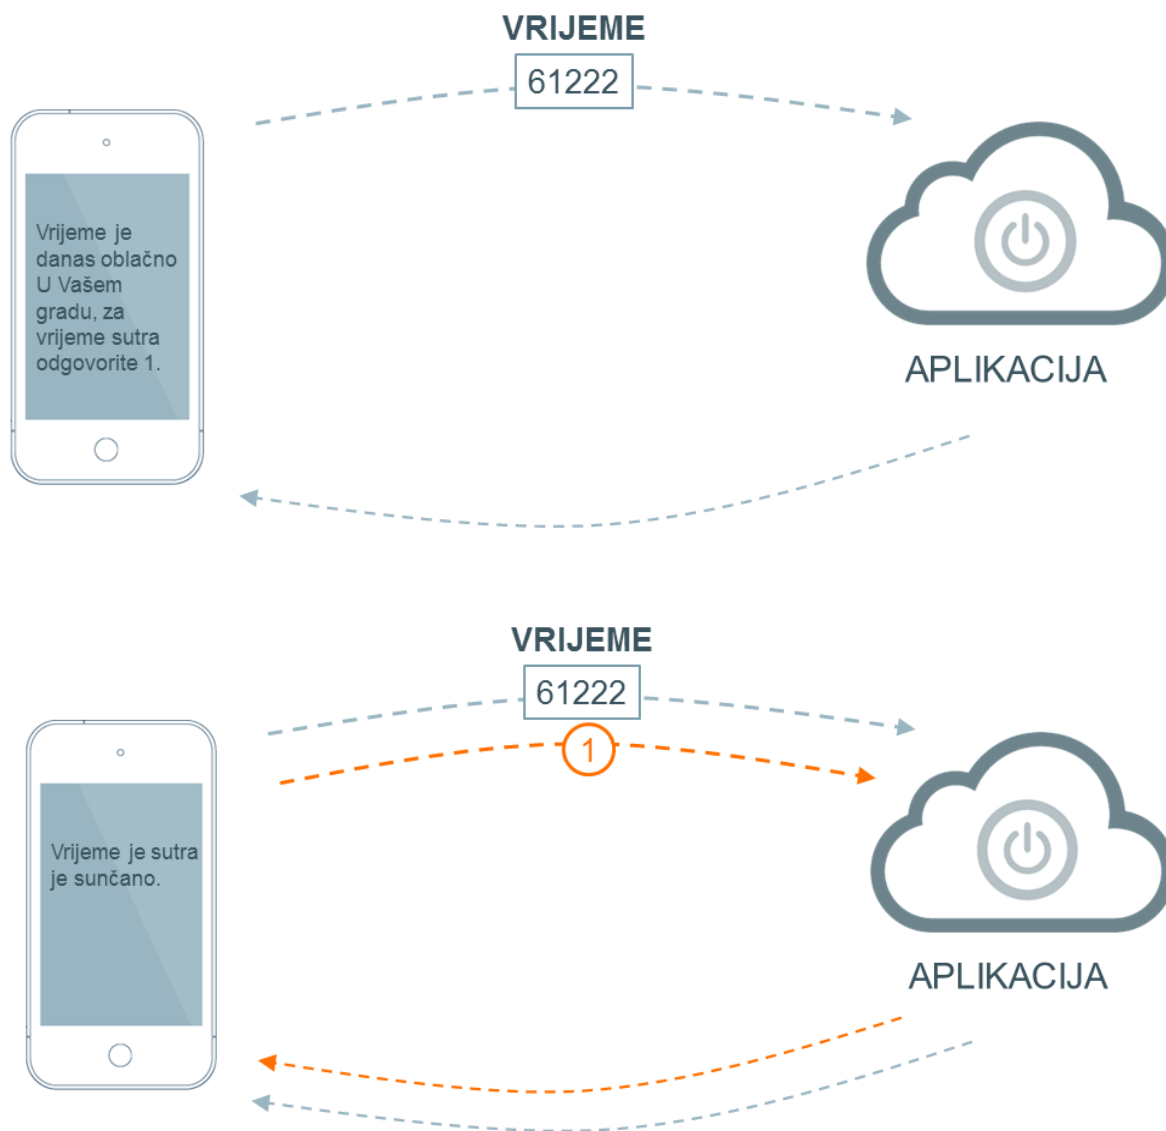 VRIJEME
61222
Vrijeme je
danas oblačno
U Vašem
gradu, za
vrijeme sutra
odgovorite 1.
APLIKACIJA
VRIJEME
61222
1
Vrijeme je sutra
je sunčano.
APLIKACIJA